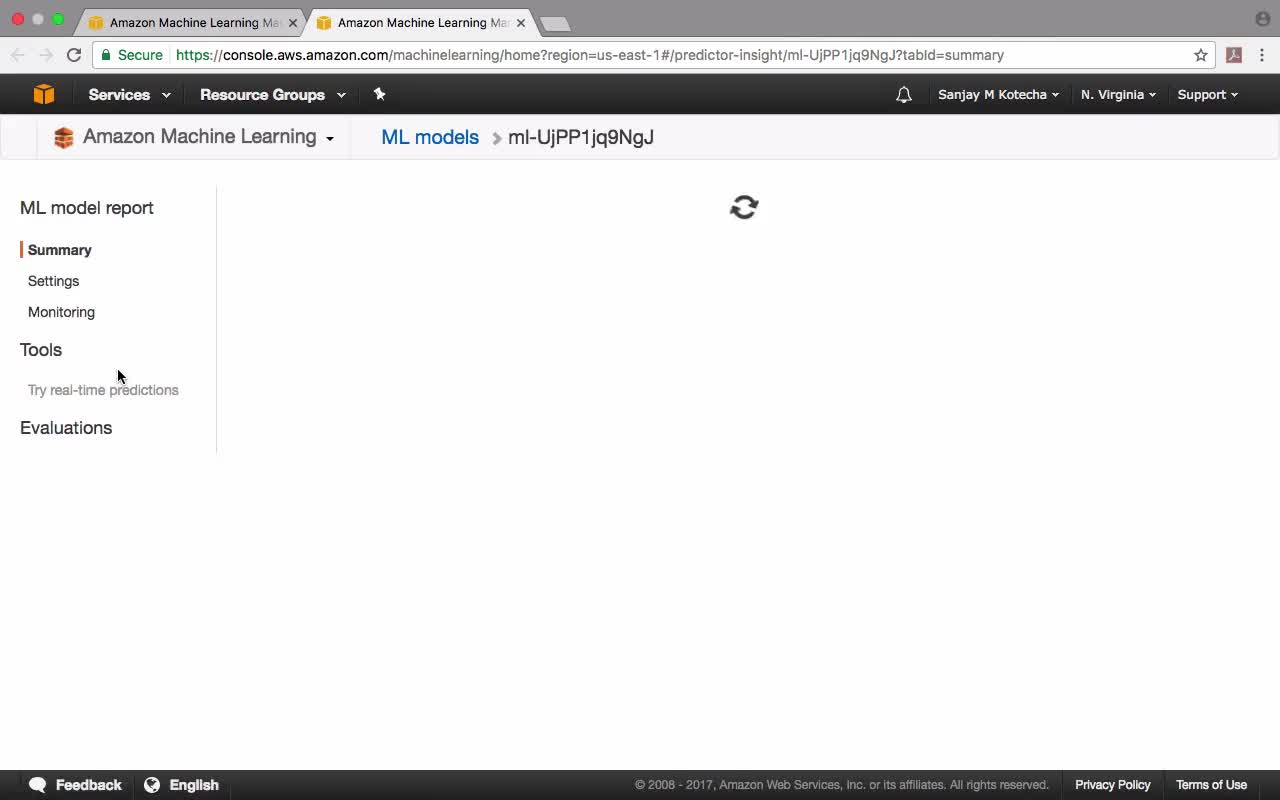 Amazon Machine Learning Ma
Amazon Machine Learning Ma
Secure https://console.aws.amazon.com/machinelearning/home?region=us-east-1#/predictor-insight/ml-UjPP1jq9NgJ?tabId=summary
Services Resource Groups Sanjay M Kotecha N. Virginia Support
Amazon Machine Learning ML models ml-UjPP1jq9NgJ
ML model report
Summary
Settings
Monitoring
Tools
Try real-time predictions
Evaluations
Feedback English © 2008 - 2017, Amazon Web Services, Inc. or its affiliates. All rights reserved. Privacy Policy Terms of Use